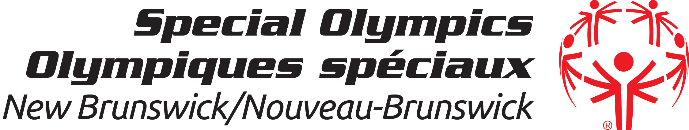 Special Olympics
Olympiques spéciaux
New Brunswick/Nouveau-Brunswick
®